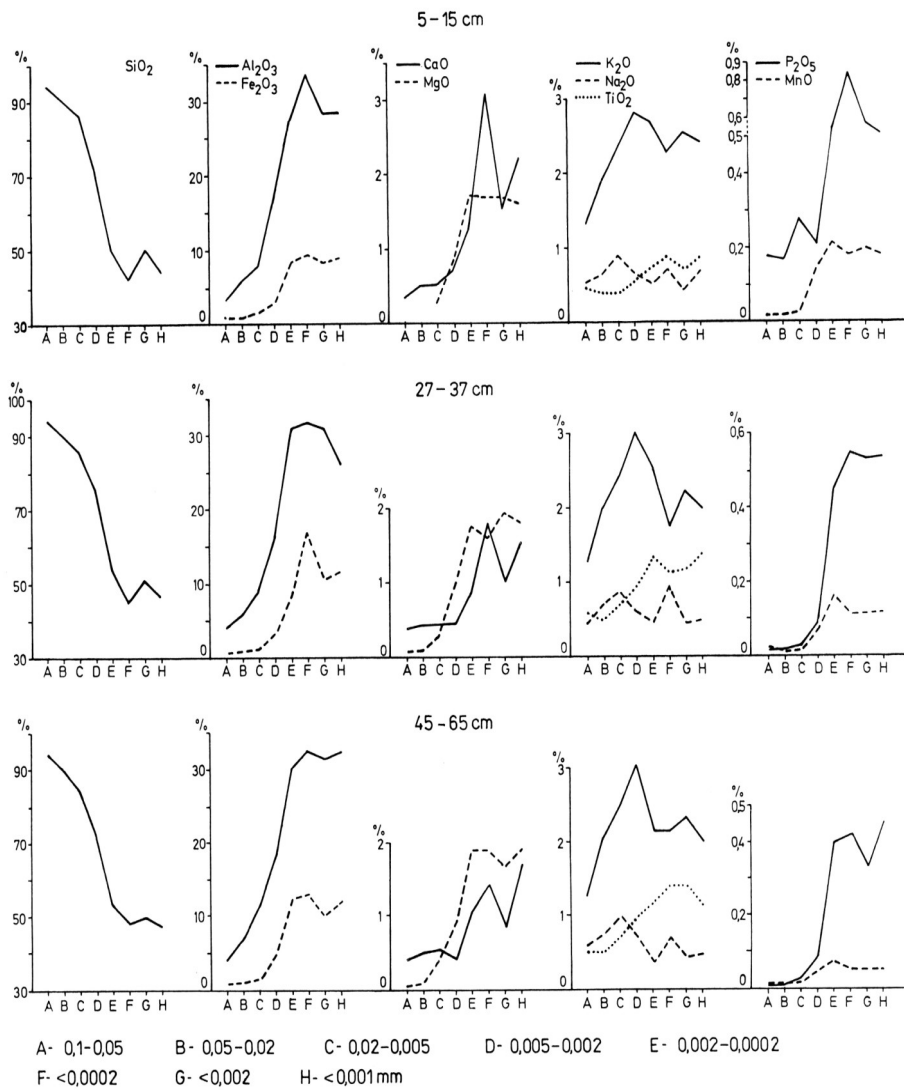 5-15 cm
% SiO₂
90
70
50
30
A B C D E F G H
% Al₂O₃
Fe₂O₃
30
20
10
0
A B C D E F G H
% CaO
MgO
3
2
1
0
A B C D E F G H
K₂O
Na₂O
TiO₂
%
3
2
1
0
A B C D E F G H
% P₂O₅
MnO
0,9
0,8
0,6
0,5
0,4
0,2
0
A B C D E F G H
27-37 cm
%
100
90
70
50
30
A B C D E F G H
%
30
20
10
0
A B C D E F G H
%
2
1
0
A B C D E F G H
%
3
2
1
0
A B C D E F G H
%
0,6
0,4
0,2
0
A B C D E F G H
45-65 cm
%
90
70
50
30
A B C D E F G H
%
30
20
10
0
A B C D E F G H
%
2
1
0
A B C D E F G H
%
3
2
1
0
A B C D E F G H
%
0,5
0,4
0,2
0
A B C D E F G H
A- 0,1-0,05 B- 0,05-0,02 C- 0,02-0,005 D- 0,005-0,002 E- 0,002-0,0002
F- <0,0002 G- <0,002 H- <0,001mm